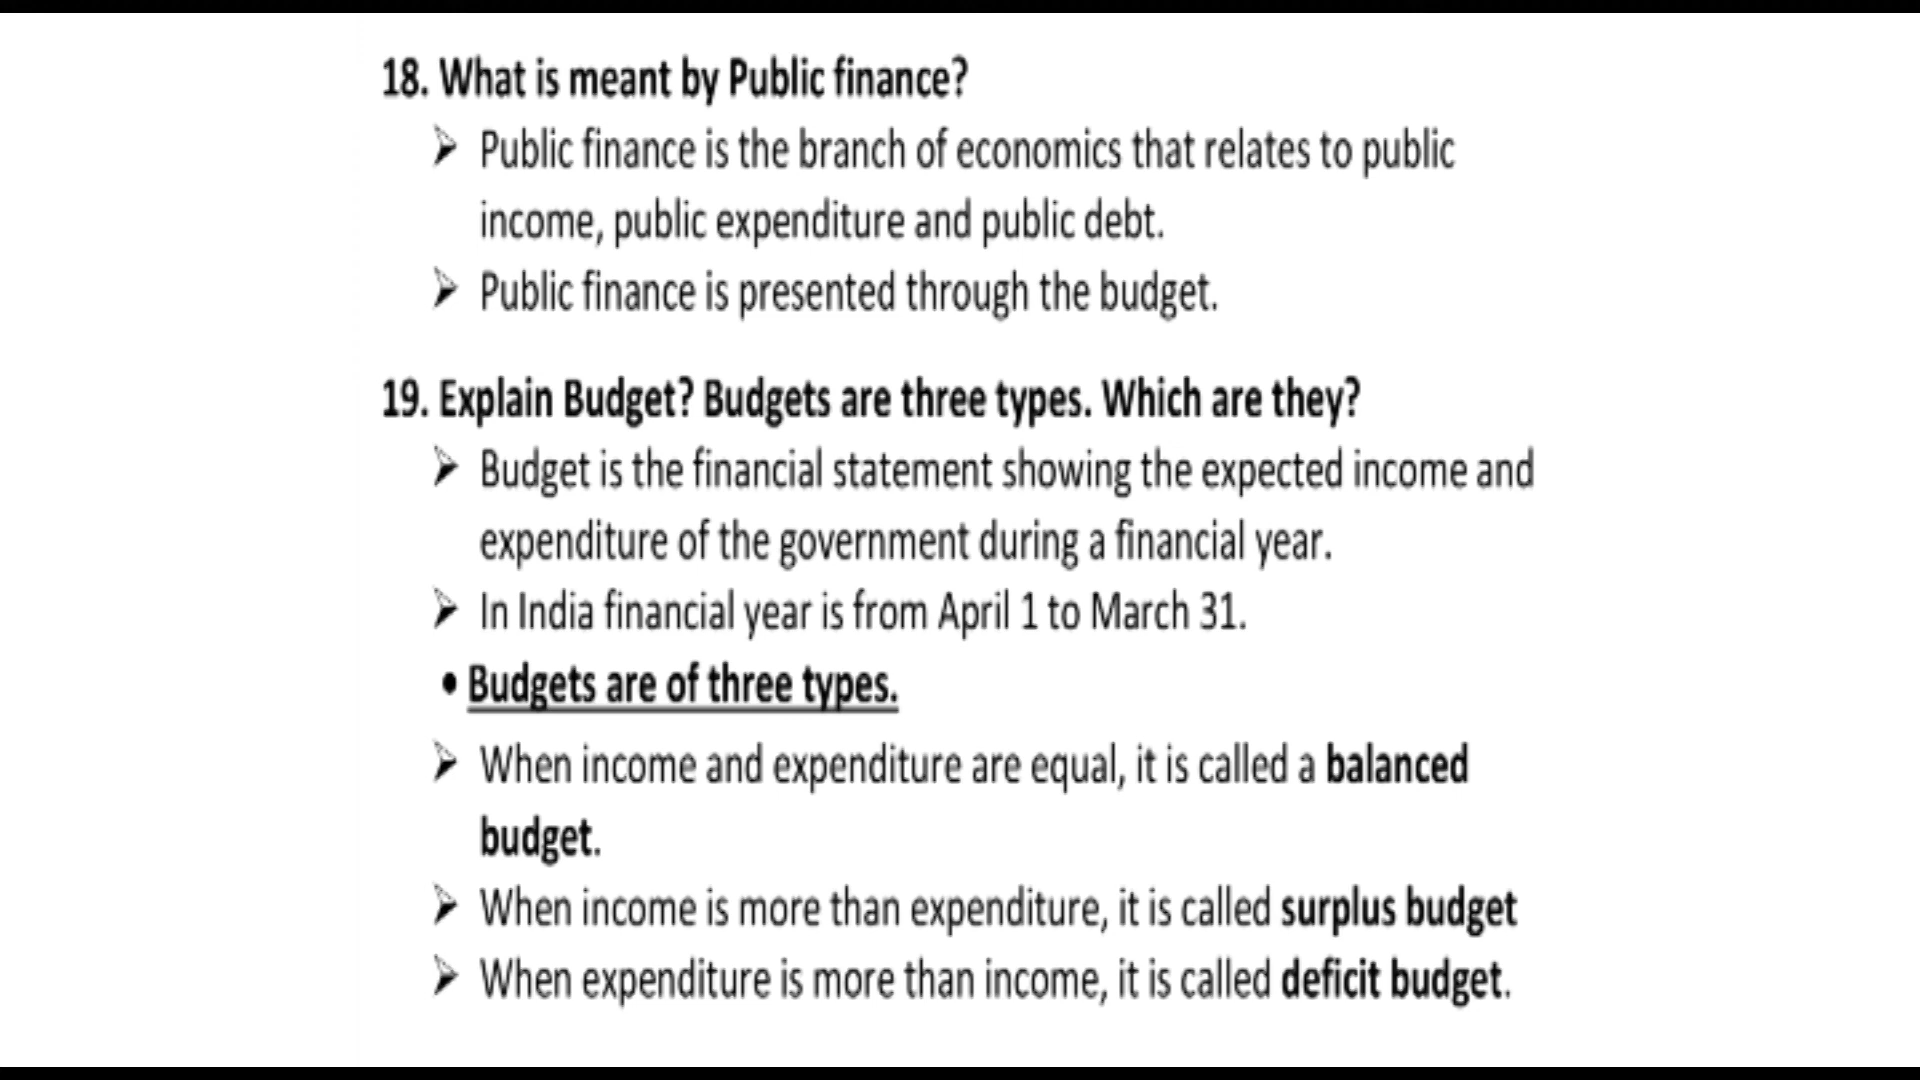 18. What is meant by Public finance?
➢ Public finance is the branch of economics that relates to public
income, public expenditure and public debt.
➢ Public finance is presented through the budget.
19. Explain Budget? Budgets are three types. Which are they?
➢ Budget is the financial statement showing the expected income and
expenditure of the government during a financial year.
➢ In India financial year is from April 1 to March 31.
• Budgets are of three types.
➢ When income and expenditure are equal, it is called a balanced
budget.
➢ When income is more than expenditure, it is called surplus budget
➢ When expenditure is more than income, it is called deficit budget.